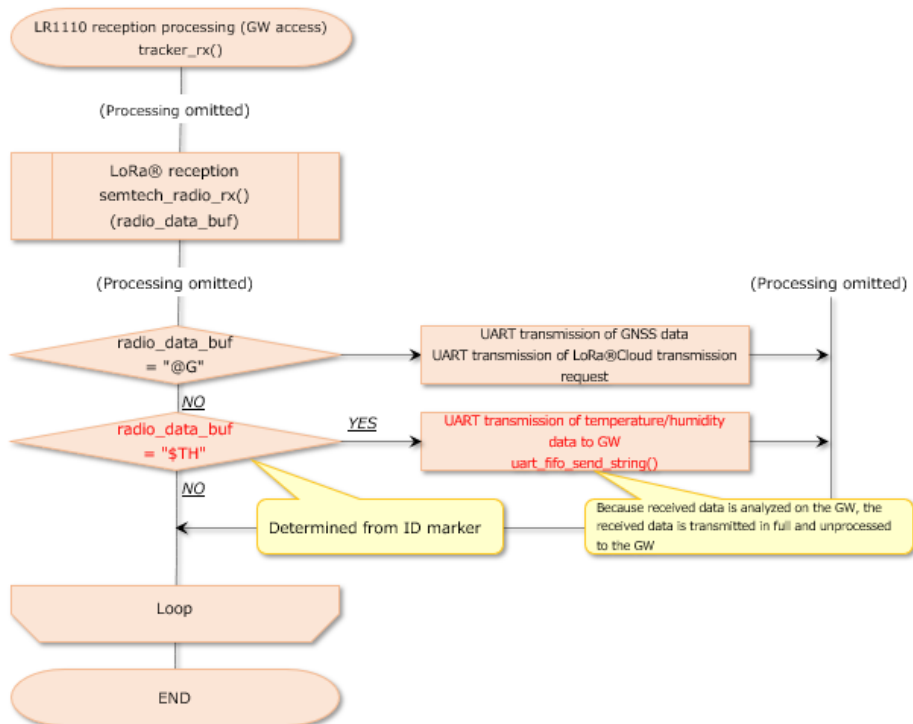 LR1110 reception processing (GW access)
tracker_rx()
(Processing omitted)
LoRa® reception
semtech_radio_rx()
(radio_data_buf)
(Processing omitted)
(Processing omitted)
radio_data_buf
= "@G"
UART transmission of GNSS data
UART transmission of LoRa®Cloud transmission
request
NO
radio_data_buf
= "$TH"
YES
UART transmission of temperature/humidity
data to GW
uart_fifo_send_string()
NO
Determined from ID marker
Because received data is analyzed on the GW, the
received data is transmitted in full and unprocessed
to the GW
Loop
END